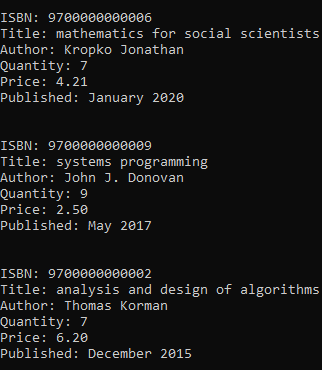 ISBN: 9700000000006
Title: mathematics for social scientists
Author: Kropko Jonathan
Quantity: 7
Price: 4.21
Published: January 2020
ISBN: 9700000000009
Title: systems programming
Author: John J. Donovan
Quantity: 9
Price: 2.50
Published: May 2017
ISBN: 9700000000002
Title: analysis and design of algorithms
Author: Thomas Korman
Quantity: 7
Price: 6.20
Published: December 2015